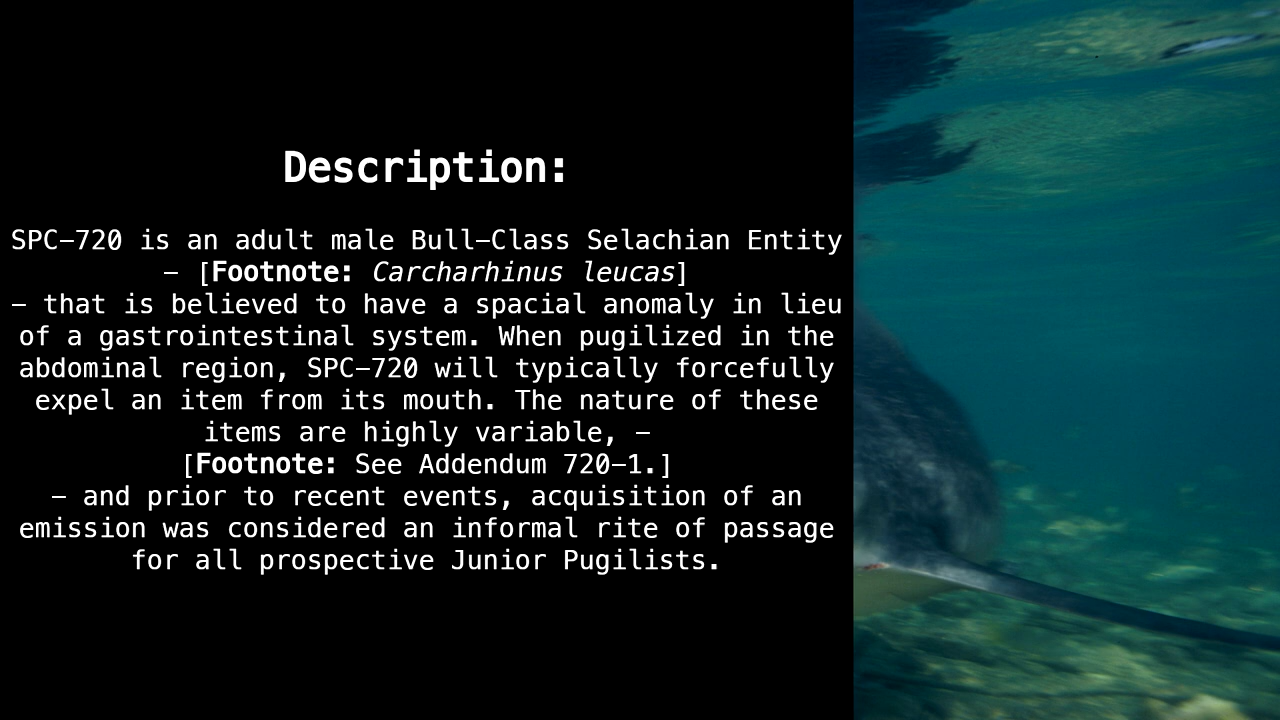 Description:
SPC-720 is an adult male Bull-Class Selachian Entity
- [Footnote: Carcharhinus leucas]
- that is believed to have a spacial anomaly in lieu
of a gastrointestinal system. When pugilized in the
abdominal region, SPC-720 will typically forcefully
expel an item from its mouth. The nature of these
items are highly variable, -
[Footnote: See Addendum 720-1.]
- and prior to recent events, acquisition of an
emission was considered an informal rite of passage
for all prospective Junior Pugilists.